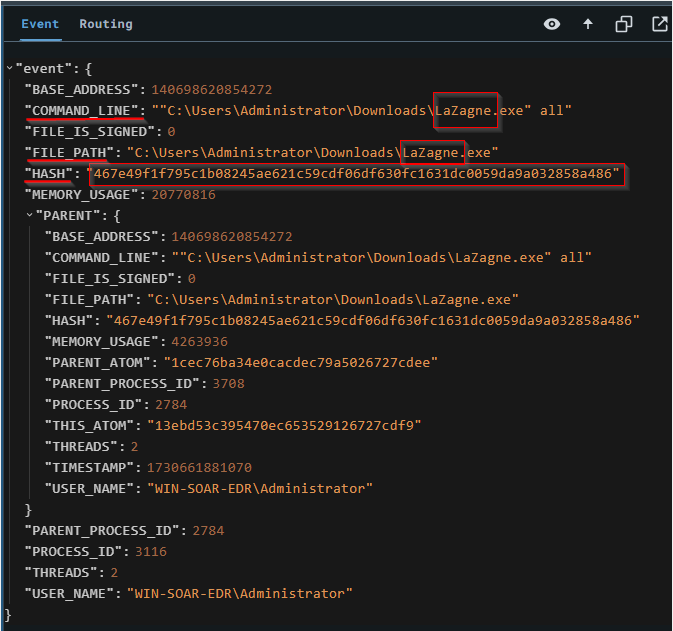 Event Routing
"event": {
"BASE_ADDRESS": 140698620854272
"COMMAND_LINE": ""C:\Users\Administrator\Downloads\LaZagne.exe" all"
"FILE_IS_SIGNED": 0
"FILE_PATH": "C:\Users\Administrator\Downloads\LaZagne.exe"
"HASH": "467e49f1f795c1b08245ae621c59cdf06df630fc1631dc0059da9a032858a486"
"MEMORY_USAGE": 20770816
"PARENT": {
"BASE_ADDRESS": 140698620854272
"COMMAND_LINE": ""C:\Users\Administrator\Downloads\LaZagne.exe" all"
"FILE_IS_SIGNED": 0
"FILE_PATH": "C:\Users\Administrator\Downloads\LaZagne.exe"
"HASH": "467e49f1f795c1b08245ae621c59cdf06df630fc1631dc0059da9a032858a486"
"MEMORY_USAGE": 4263936
"PARENT_ATOM": "1cec76ba34e0cacdec79a5026727cdee"
"PARENT_PROCESS_ID": 3708
"PROCESS_ID": 2784
"THIS_ATOM": "13ebd53c395470ec653529126727cdf9"
"THREADS": 2
"TIMESTAMP": 1730661881070
"USER_NAME": "WIN-SOAR-EDR\Administrator"
}
"PARENT_PROCESS_ID": 2784
"PROCESS_ID": 3116
"THREADS": 2
"USER_NAME": "WIN-SOAR-EDR\Administrator"
}